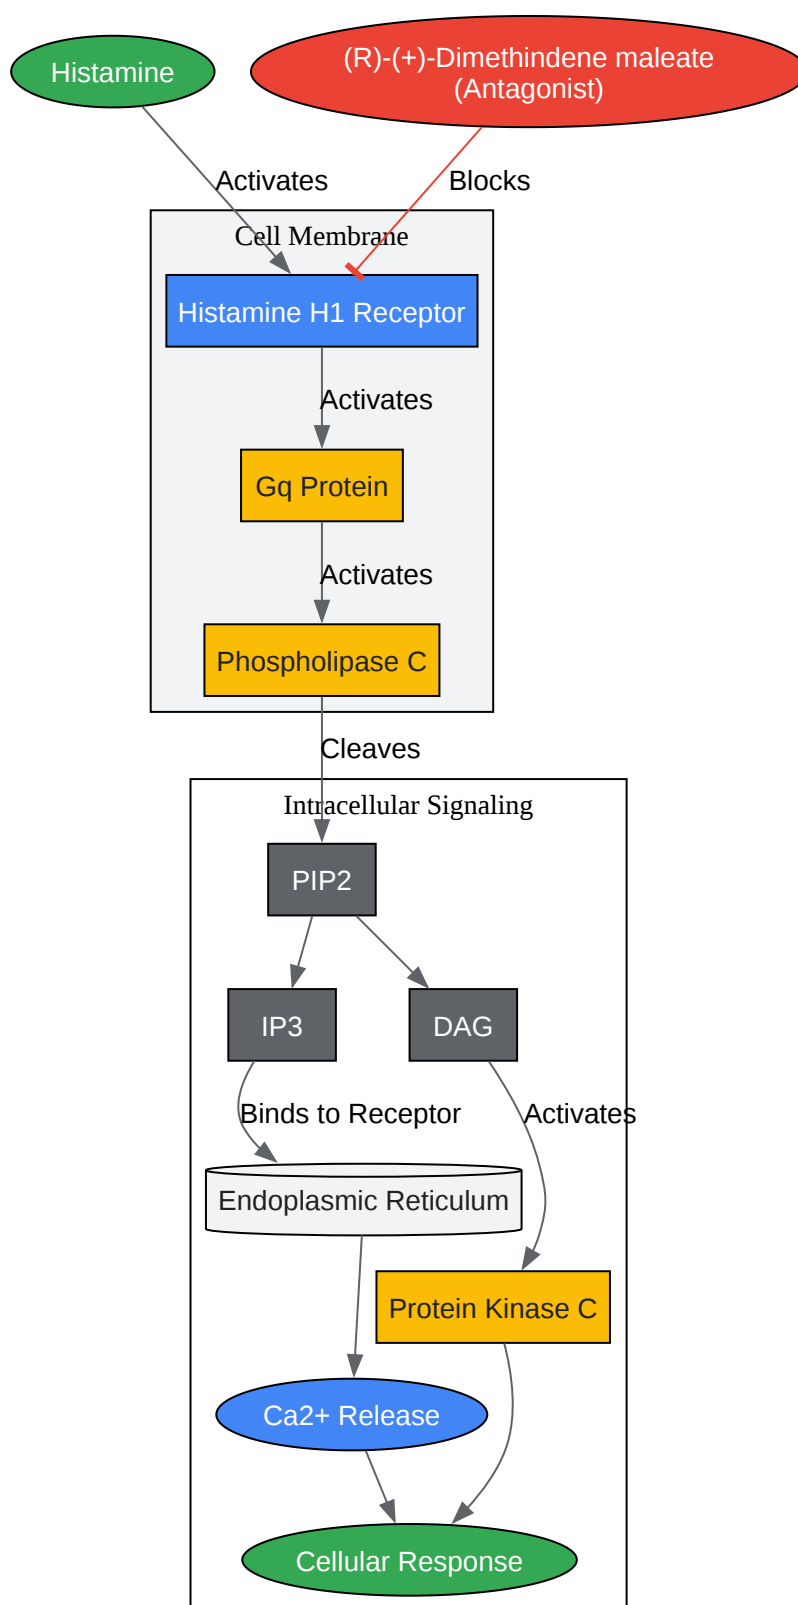 Histamine
(R)-(+)-Dimethindene maleate
(Antagonist)
Activates
Blocks
Cell Membrane
Histamine H1 Receptor
Activates
Gq Protein
Activates
Phospholipase C
Cleaves
Intracellular Signaling
PIP2
IP3
DAG
Binds to Receptor
Activates
Endoplasmic Reticulum
Protein Kinase C
Ca2+ Release
Cellular Response